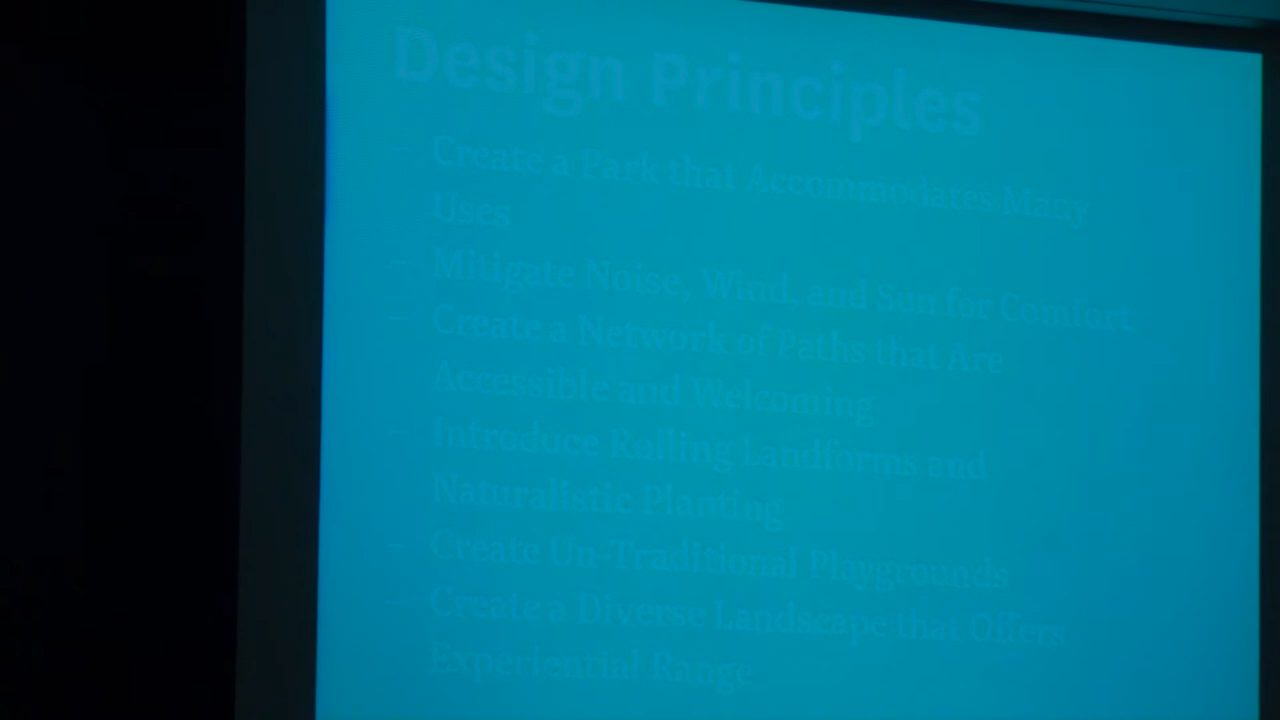 Design Principles
– Create a Park that Accommodates Many
Uses
– Mitigate Noise, Wind, and Sun for Comfort
– Create a Network of Paths that Are
Accessible and Welcoming
– Introduce Rolling Landforms and
Naturalistic Planting
– Create Un-Traditional Playgrounds
– Create a Diverse Landscape that Offers
Experiential Range